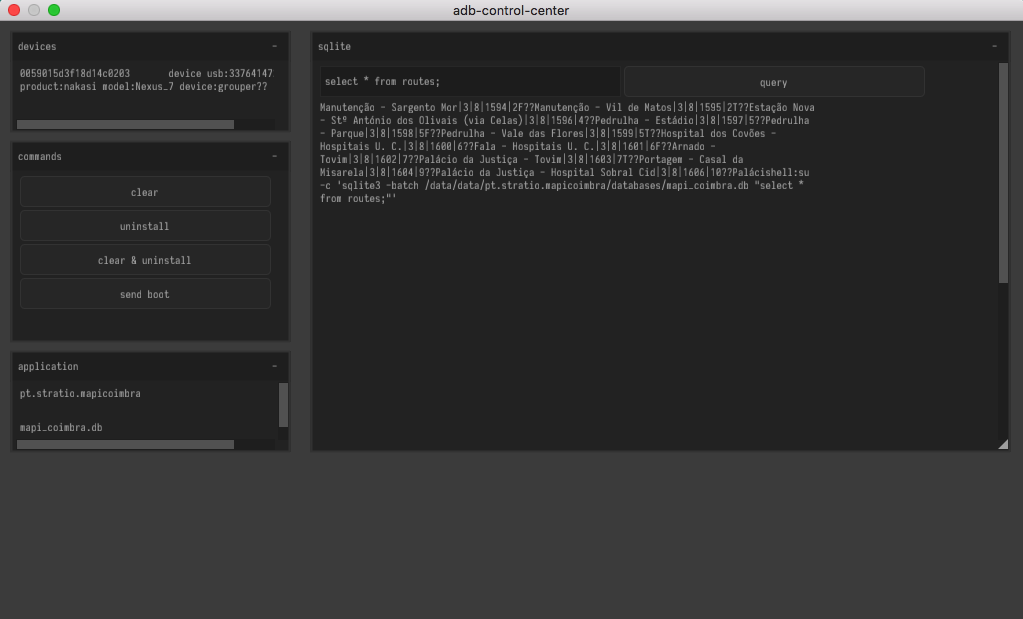 adb-control-center
devices
-
0059015d3f18d14c0203 device usb:33764147
product:nakasi model:Nexus_7 device:grouper??
commands
-
clear
uninstall
clear & uninstall
send boot
application
-
pt.stratio.mapicoimbra
mapi_coimbra.db
sqlite
-
select * from routes;
query
Manutenção - Sargento Mor|3|8|1594|2F??Manutenção - Vil de Matos|3|8|1595|2T??Estação Nova
- Stº António dos Olivais (via Celas)|3|8|1596|4??Pedrulha - Estádio|3|8|1597|5??Pedrulha
- Parque|3|8|1598|5F??Pedrulha - Vale das Flores|3|8|1599|5T??Hospital dos Covões -
Hospitais U. C.|3|8|1600|6??Fala - Hospitais U. C.|3|8|1601|6F??Arnado -
Tovim|3|8|1602|7??Palácio da Justiça - Tovim|3|8|1603|7T??Portagem - Casal da
Misarela|3|8|1604|9??Palácio da Justiça - Hospital Sobral Cid|3|8|1606|10??Palácishell:su
-c 'sqlite3 -batch /data/data/pt.stratio.mapicoimbra/databases/mapi_coimbra.db "select *
from routes;"'